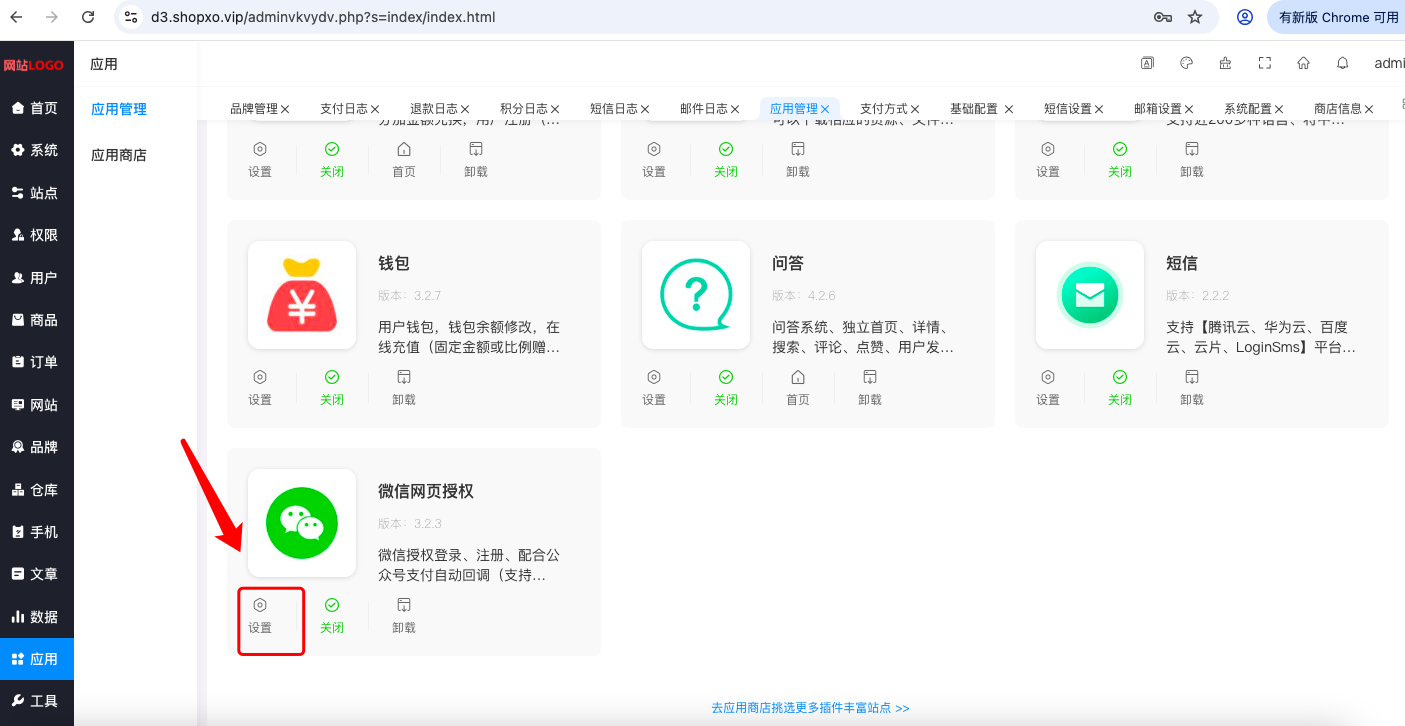 d3.shopxo.vip/adminvkvydv.php?s=index/index.html
有新版 Chrome 可用
网站LOGO
应用
admi
首页
系统
站点
权限
用户
商品
订单
网站
品牌
仓库
手机
文章
数据
应用
工具
应用管理
应用商店
品牌管理
支付日志
退款日志
积分日志
短信日志
邮件日志
应用管理
支付方式
基础配置
短信设置
邮箱设置
系统配置
商店信息
设置
关闭
首页
卸载
设置
关闭
卸载
设置
关闭
卸载
钱包
版本：3.2.7
用户钱包，钱包余额修改，在
线充值（固定金额或比例赠...
设置
关闭
卸载
问答
版本：4.2.6
问答系统、独立首页、详情、
搜索、评论、点赞、用户发...
设置
关闭
首页
卸载
短信
版本：2.2.2
支持【腾讯云、华为云、百度
云、云片、LoginSms】平台...
设置
关闭
卸载
微信网页授权
版本：3.2.3
微信授权登录、注册、配合公
众号支付自动回调（支持...
设置
关闭
卸载
去应用商店挑选更多插件丰富站点 >>